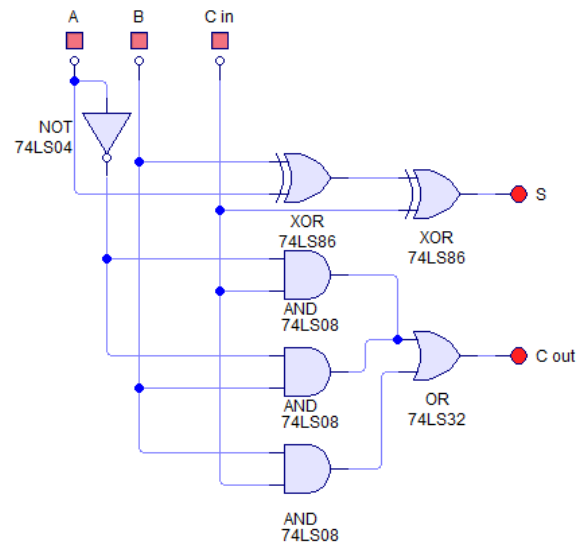 A
B
C in
NOT
74LS04
XOR
74LS86
S
XOR
74LS86
AND
74LS08
C out
AND
74LS08
OR
74LS32
AND
74LS08